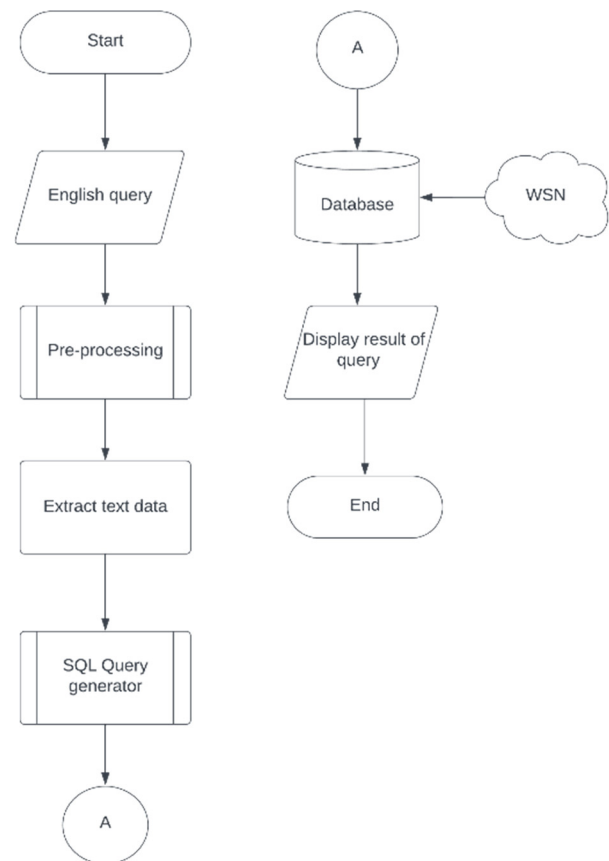 Start
English query
Pre-processing
Extract text data
SQL Query
generator
A
A
Database
WSN
Display result of
query
End